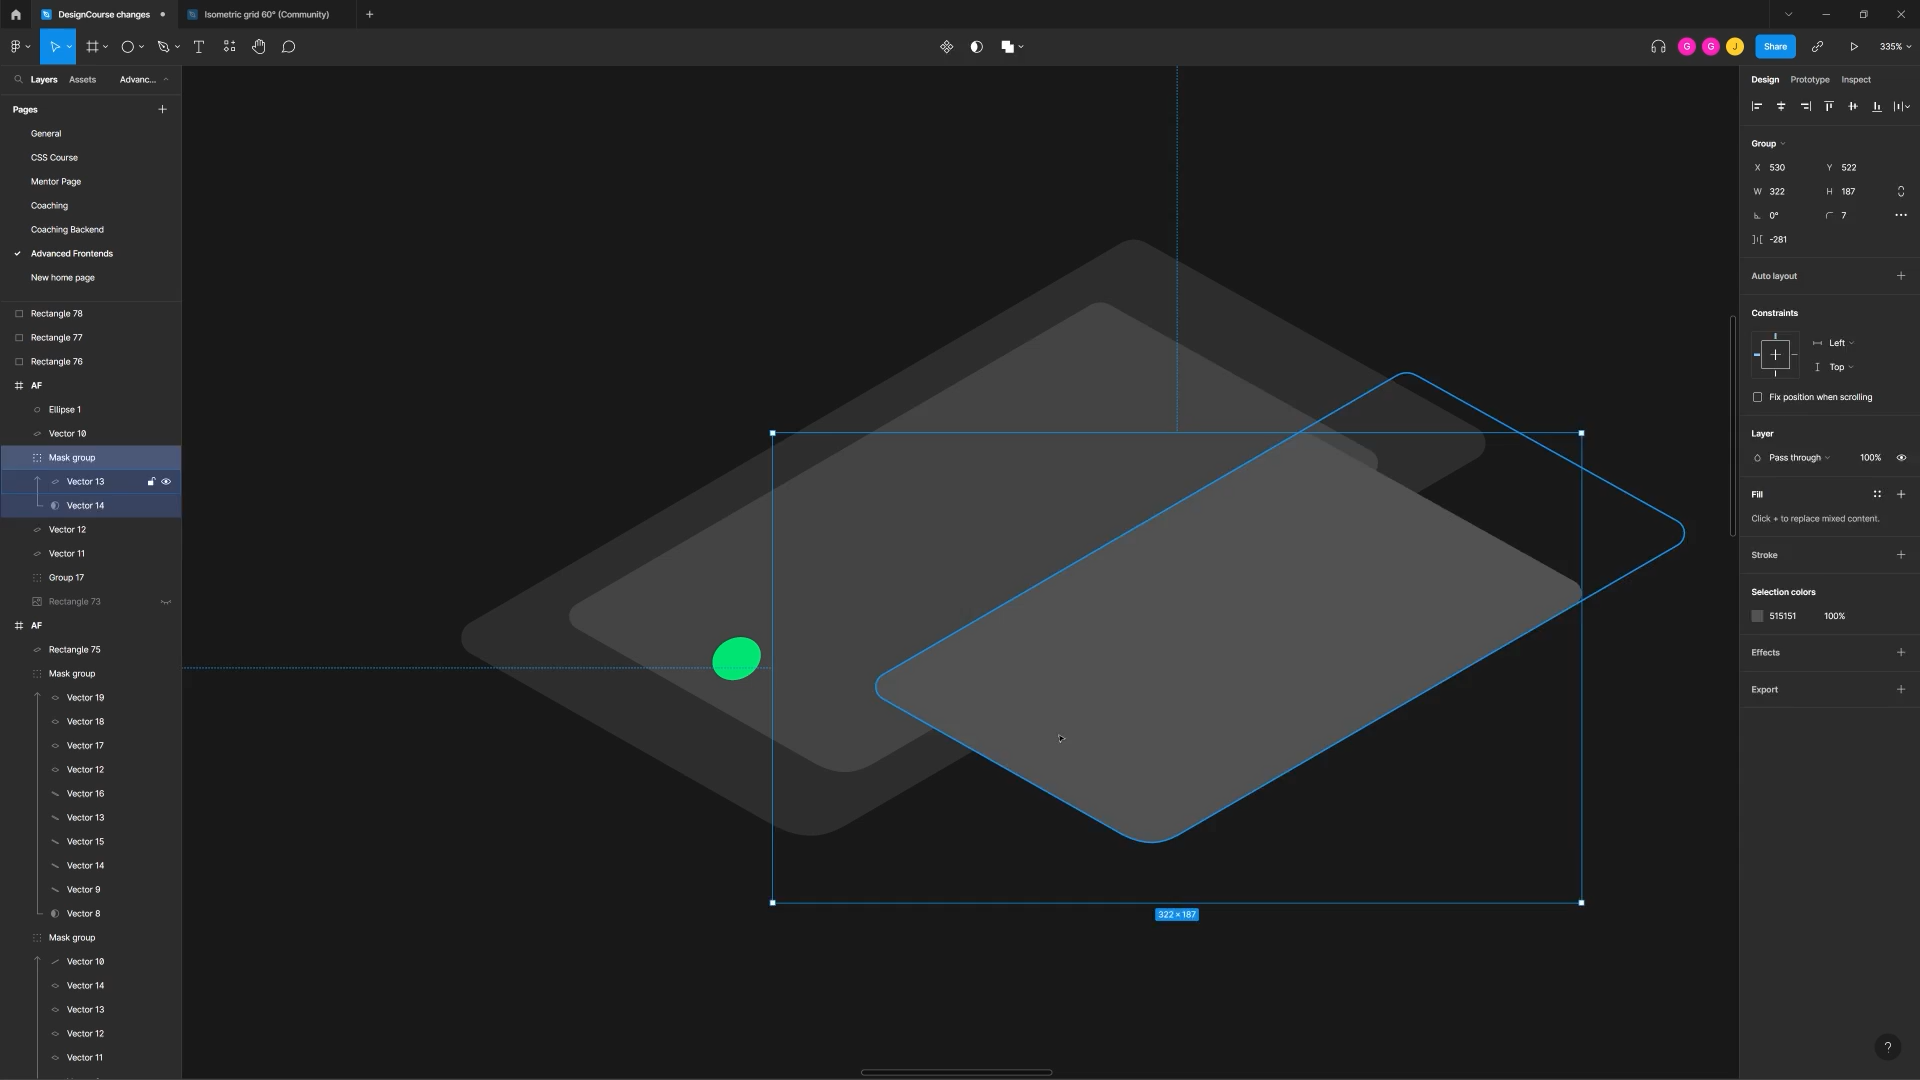 DesignCourse changes
Isometric grid 60° (Community)
G
G
J
Share
335%
Layers
Assets
Advanc...
Pages
General
CSS Course
Mentor Page
Coaching
Coaching Backend
Advanced Frontends
New home page
Rectangle 78
Rectangle 77
Rectangle 76
AF
Ellipse 1
Vector 10
Mask group
Vector 13
Vector 14
Vector 12
Vector 11
Group 17
Rectangle 73
AF
Rectangle 75
Mask group
Vector 19
Vector 18
Vector 17
Vector 12
Vector 16
Vector 13
Vector 15
Vector 14
Vector 9
Vector 8
Mask group
Vector 10
Vector 14
Vector 13
Vector 12
Vector 11
322 × 187
Design
Prototype
Inspect
Group
X 530 Y 522
W 322 H 187
0° 7
-281
Auto layout
Constraints
Left
Top
Fix position when scrolling
Layer
Pass through 100%
Fill
Click + to replace mixed content.
Stroke
Selection colors
515151 100%
Effects
Export
?